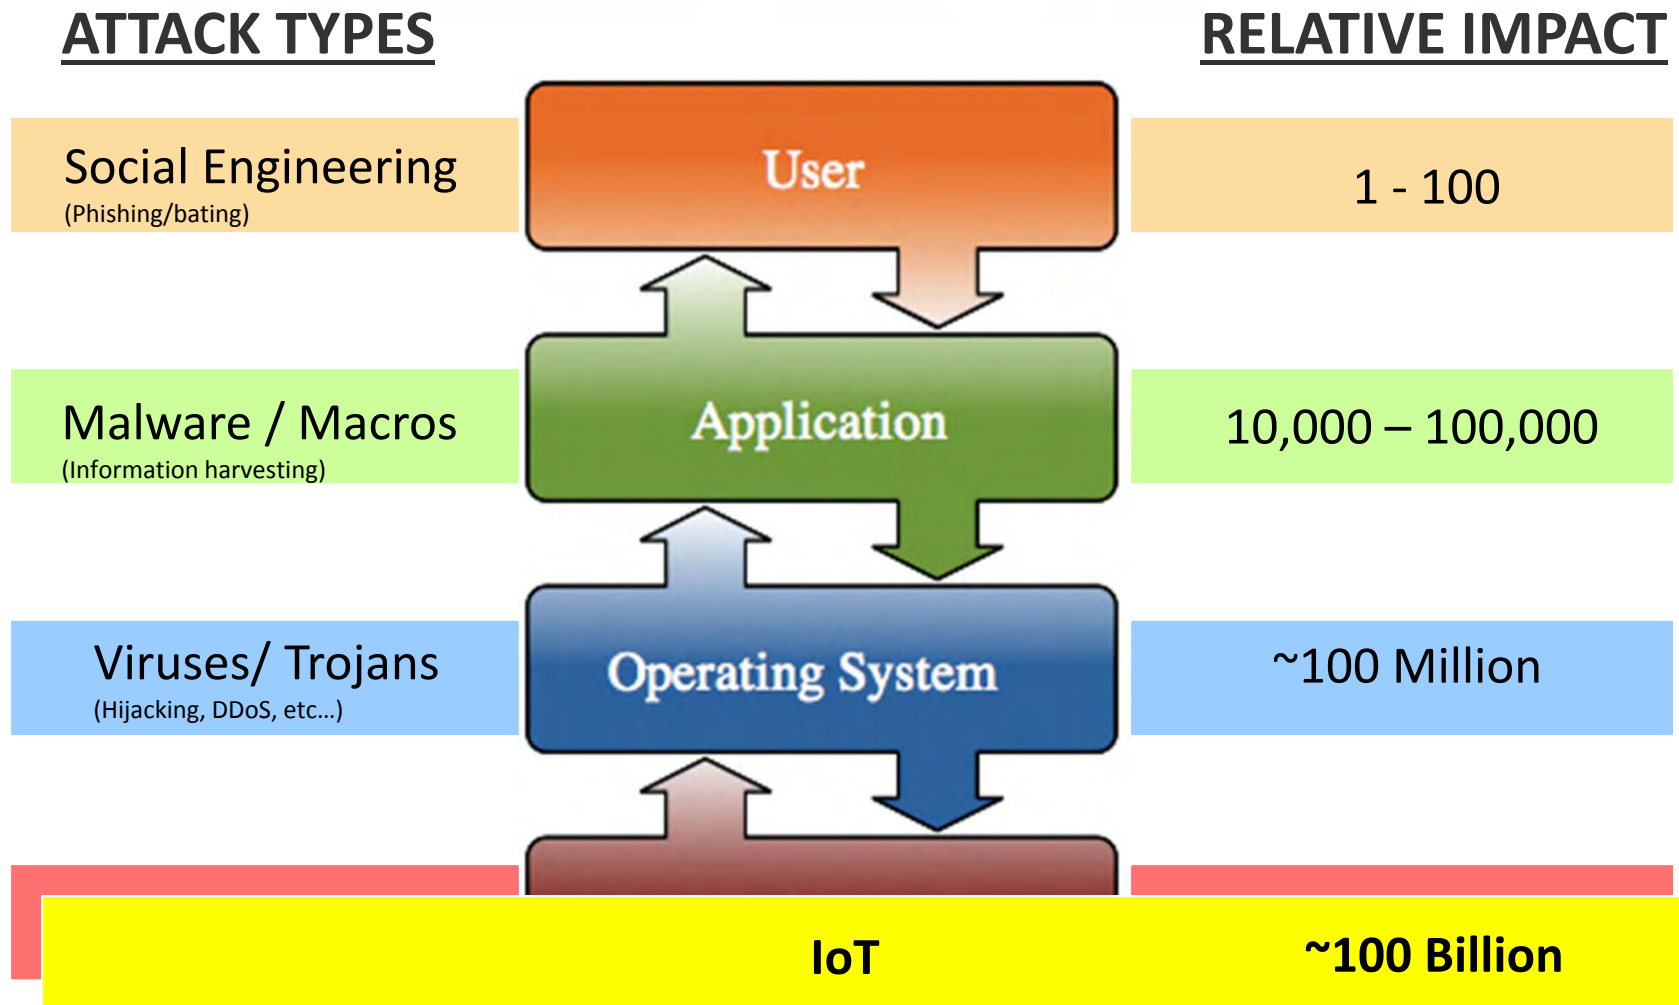 ATTACK TYPES
RELATIVE IMPACT
Social Engineering
(Phishing/bating)
User
1 - 100
Malware / Macros
(Information harvesting)
Application
10,000 – 100,000
Viruses/ Trojans
(Hijacking, DDoS, etc…)
Operating System
~100 Million
IoT
~100 Billion